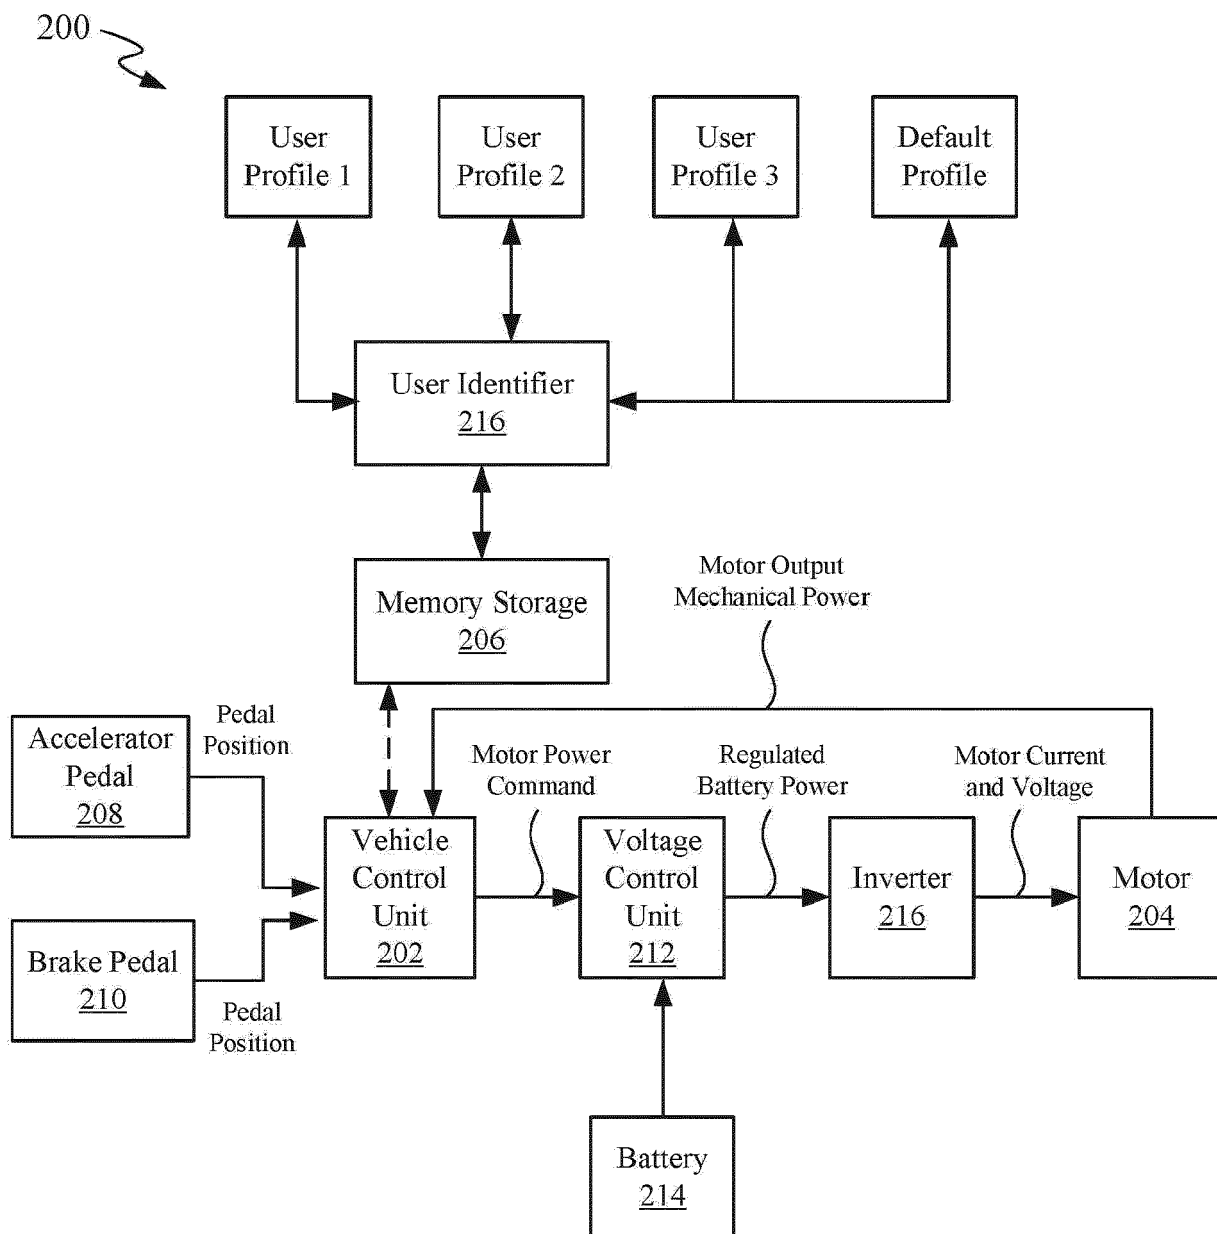 200
User
Profile 1
User
Profile 2
User
Profile 3
Default
Profile
User Identifier
216
Memory Storage
206
Motor Output
Mechanical Power
Accelerator
Pedal
208
Pedal
Position
Brake Pedal
210
Pedal
Position
Vehicle
Control
Unit
202
Motor Power
Command
Voltage
Control
Unit
212
Regulated
Battery Power
Inverter
216
Motor Current
and Voltage
Motor
204
Battery
214